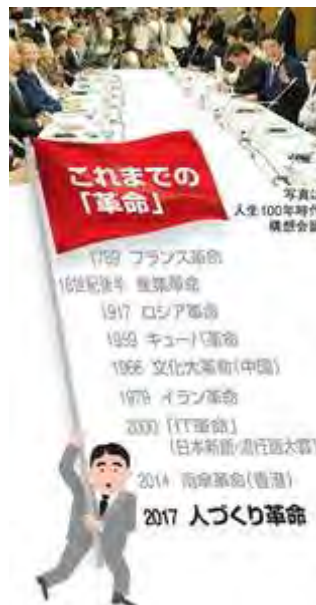 これまでの
「革命」
写真は
人生100年時代
構想会議
1789 フランス革命
18世紀後半 産業革命
1917 ロシア革命
1959 キューバ革命
1966 文化大革命(中国)
1979 イラン革命
2000 「IT革命」
(日本新語・流行語大賞)
2014 雨傘革命(香港)
2017 人づくり革命